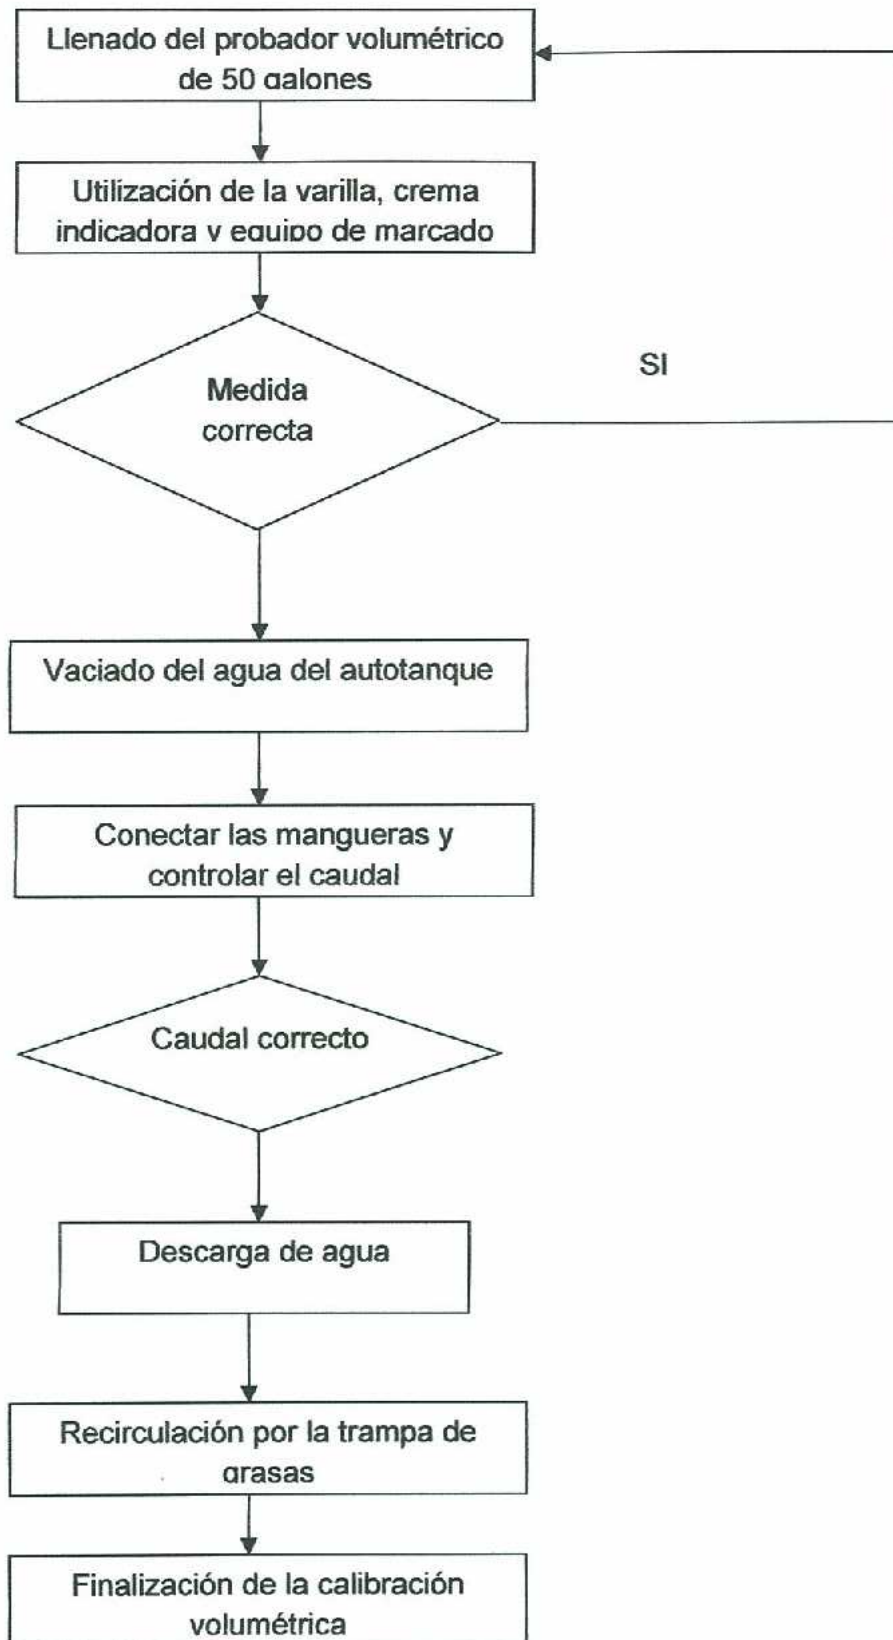 Llenado del probador volumétrico
de 50 galones
Utilización de la varilla, crema
indicadora y equipo de marcado
Medida
correcta
SI
Vaciado del agua del autotanque
Conectar las mangueras y
controlar el caudal
Caudal correcto
Descarga de agua
Recirculación por la trampa de
grasas
Finalización de la calibración
volumétrica